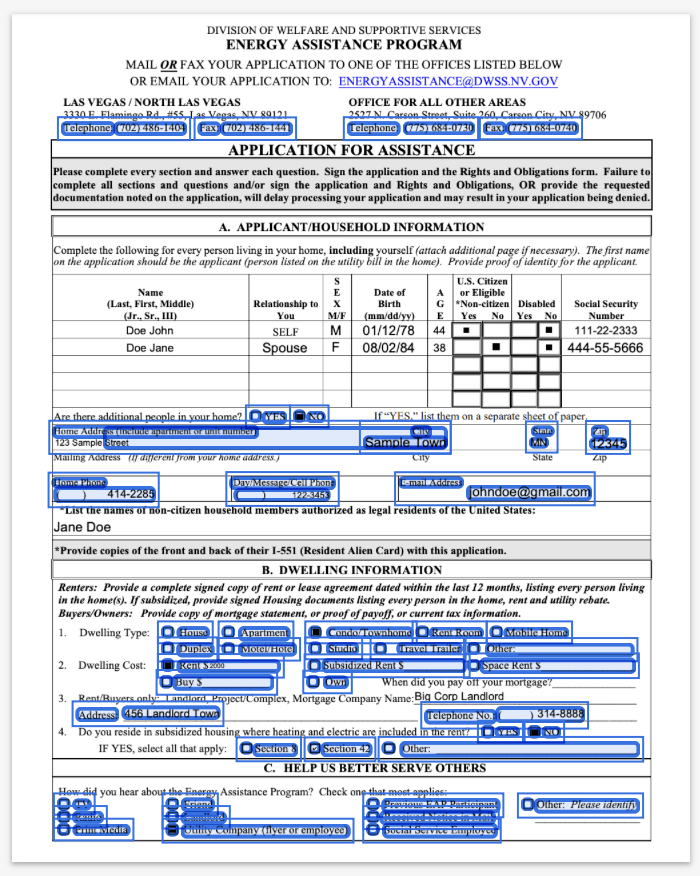 DIVISION OF WELFARE AND SUPPORTIVE SERVICES
ENERGY ASSISTANCE PROGRAM
MAIL OR FAX YOUR APPLICATION TO ONE OF THE OFFICES LISTED BELOW
OR EMAIL YOUR APPLICATION TO: ENERGYASSISTANCE@DWSS.NV.GOV
LAS VEGAS / NORTH LAS VEGAS OFFICE FOR ALL OTHER AREAS
3330 E. Flamingo Rd., #55, Las Vegas, NV 89121 2527 N. Carson Street, Suite 260, Carson City, NV 89706
Telephone: (702) 486-1404 Fax: (702) 486-1441 Telephone: (775) 684-0730 Fax: (775) 684-0740
APPLICATION FOR ASSISTANCE
Please complete every section and answer each question. Sign the application and the Rights and Obligations form. Failure to
complete all sections and questions and/or sign the application and Rights and Obligations, OR provide the requested
documentation noted on the application, will delay processing your application and may result in your application being denied.
A. APPLICANT/HOUSEHOLD INFORMATION
Complete the following for every person living in your home, including yourself (attach additional page if necessary). The first name
on the application should be the applicant (person listed on the utility bill in the home). Provide proof of identity for the applicant.
Name (Last, First, Middle) (Jr., Sr., III) Relationship to You SEX M/F Date of Birth (mm/dd/yy) AGE U.S. Citizen or Eligible *Non-citizen Yes No Disabled Yes No Social Security Number
Doe John SELF M 01/12/78 44 111-22-2333
Doe Jane Spouse F 08/02/84 38 444-55-5666
Are there additional people in your home? YES NO If “YES,” list them on a separate sheet of paper.
Home Address (include apartment or unit number) City State Zip
123 Sample Street Sample Town MN 12345
Mailing Address (If different from your home address.) City State Zip
Home Phone Day/Message/Cell Phone E-mail Address
( ) 414-2285 ( ) 122-3453 johndoe@gmail.com
*List the names of non-citizen household members authorized as legal residents of the United States:
Jane Doe
*Provide copies of the front and back of their I-551 (Resident Alien Card) with this application.
B. DWELLING INFORMATION
Renters: Provide a complete signed copy of rent or lease agreement dated within the last 12 months, listing every person living
in the home(s). If subsidized, provide signed Housing documents listing every person in the home, rent and utility rebate.
Buyers/Owners: Provide copy of mortgage statement, or proof of payoff, or current tax information.
1. Dwelling Type: House Apartment Condo/Townhome Rent Room Mobile Home
Duplex Motel/Hotel Studio Travel Trailer Other:
2. Dwelling Cost: Rent $ 2000 Subsidized Rent $ Space Rent $
Buy $ Own When did you pay off your mortgage?
3. Rent/Buyers only: Landlord, Project/Complex, Mortgage Company Name: Big Corp Landlord
Address: 456 Landlord Town Telephone No.: ( ) 314-8888
4. Do you reside in subsidized housing where heating and electric are included in the rent? YES NO
IF YES, select all that apply: Section 8 Section 42 Other:
C. HELP US BETTER SERVE OTHERS
How did you hear about the Energy Assistance Program? Check one that most applies:
TV Friend Previous EAP Participant Other: Please identify
Radio Landlord Received Notice in Mail
Print Media Utility Company (flyer or employee) Social Service Employee